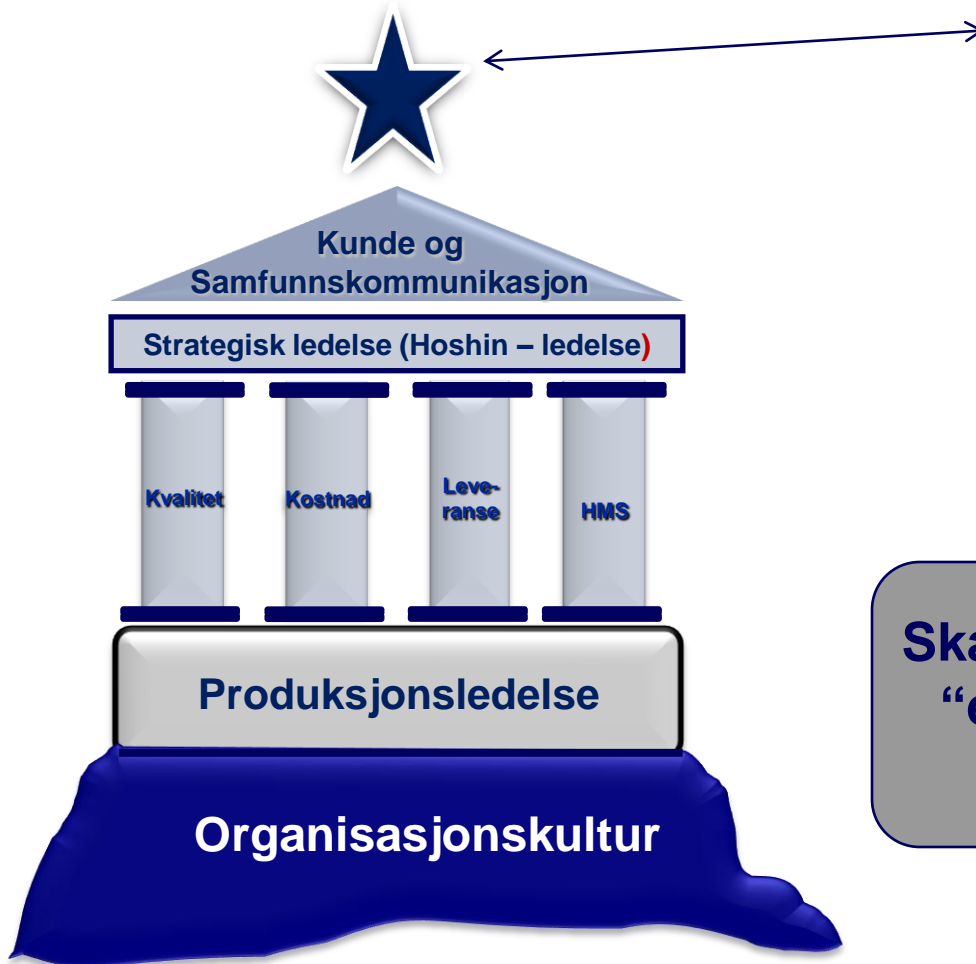 Kunde og
Samfunnskommunikasjon
Strategisk ledelse (Hoshin – ledelse)
Kvalitet
Kostnad
Leve-
ranse
HMS
Produksjonsledelse
Organisasjonskultur